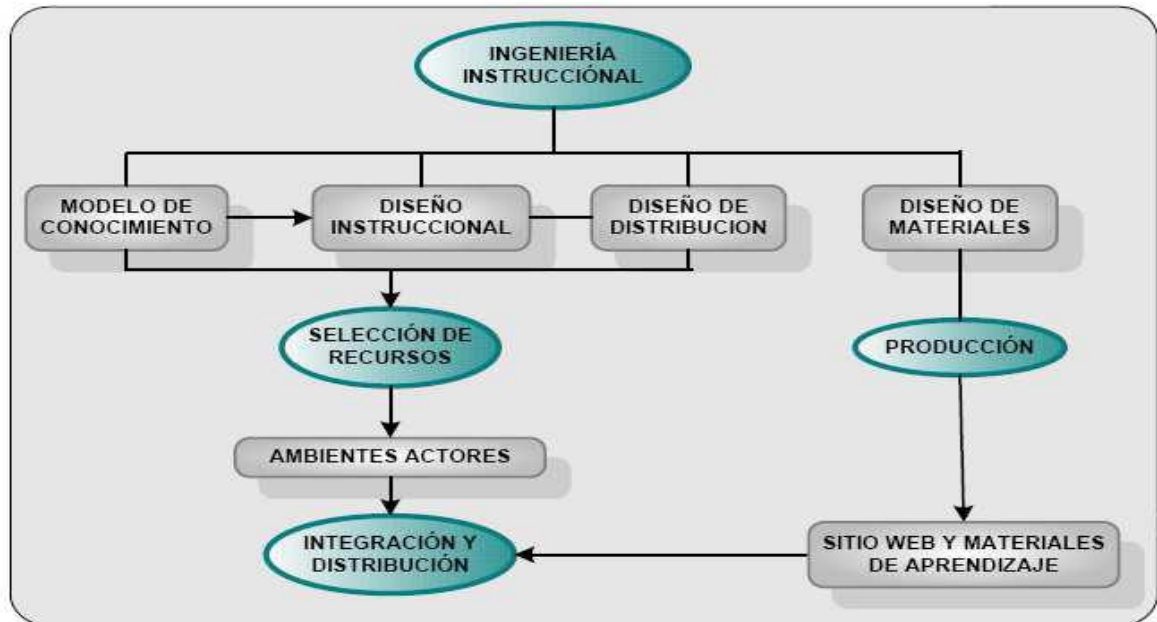 INGENIERÍA
INSTRUCCIÓNAL
MODELO DE
CONOCIMIENTO
DISEÑO
INSTRUCCIONAL
DISEÑO DE
DISTRIBUCION
DISEÑO DE
MATERIALES
SELECCIÓN DE
RECURSOS
PRODUCCIÓN
AMBIENTES ACTORES
INTEGRACIÓN Y
DISTRIBUCIÓN
SITIO WEB Y MATERIALES
DE APRENDIZAJE